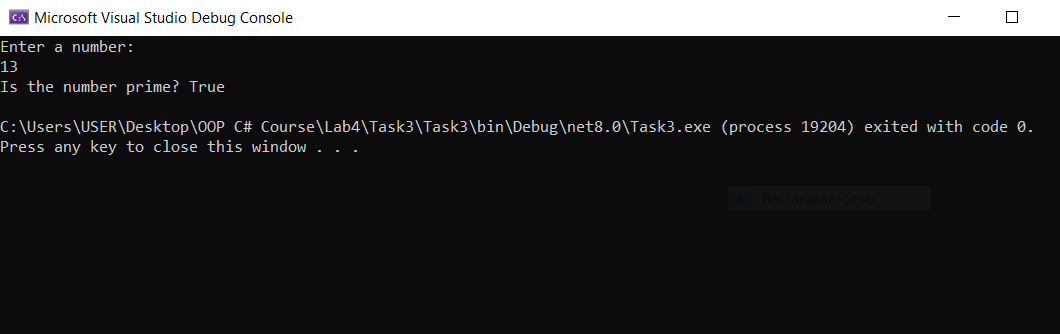 Microsoft Visual Studio Debug Console
Enter a number:
13
Is the number prime? True
C:\Users\USER\Desktop\OOP C# Course\Lab4\Task3\Task3\bin\Debug\net8.0\Task3.exe (process 19204) exited with code 0.
Press any key to close this window . . .
Rectangular Snip